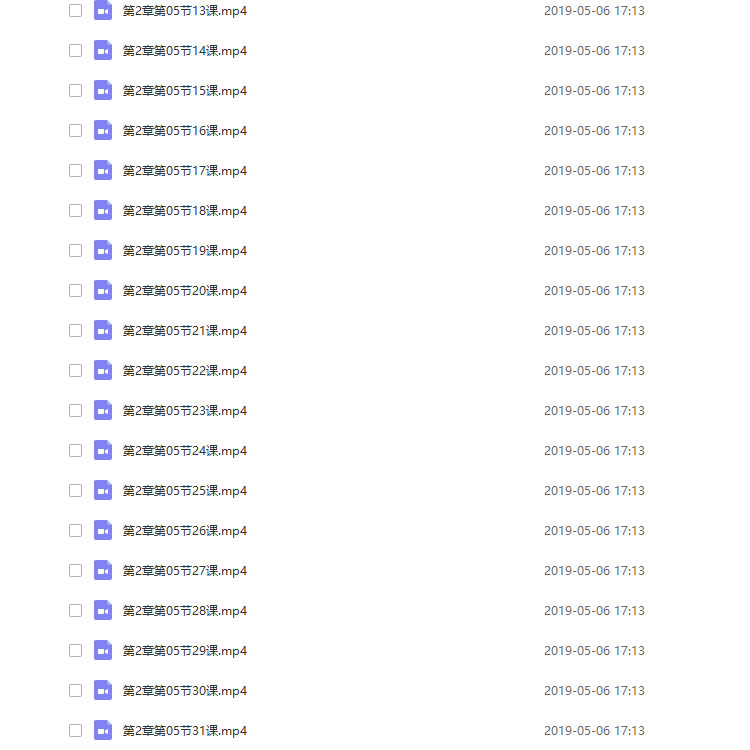 第2章第05节13课.mp4 2019-05-06 17:13
第2章第05节14课.mp4 2019-05-06 17:13
第2章第05节15课.mp4 2019-05-06 17:13
第2章第05节16课.mp4 2019-05-06 17:13
第2章第05节17课.mp4 2019-05-06 17:13
第2章第05节18课.mp4 2019-05-06 17:13
第2章第05节19课.mp4 2019-05-06 17:13
第2章第05节20课.mp4 2019-05-06 17:13
第2章第05节21课.mp4 2019-05-06 17:13
第2章第05节22课.mp4 2019-05-06 17:13
第2章第05节23课.mp4 2019-05-06 17:13
第2章第05节24课.mp4 2019-05-06 17:13
第2章第05节25课.mp4 2019-05-06 17:13
第2章第05节26课.mp4 2019-05-06 17:13
第2章第05节27课.mp4 2019-05-06 17:13
第2章第05节28课.mp4 2019-05-06 17:13
第2章第05节29课.mp4 2019-05-06 17:13
第2章第05节30课.mp4 2019-05-06 17:13
第2章第05节31课.mp4 2019-05-06 17:13